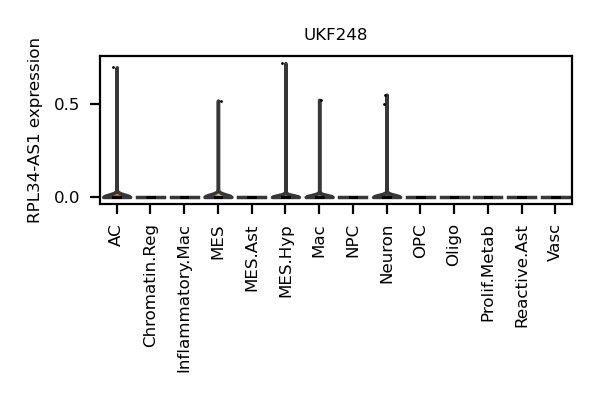 UKF248
RPL34-AS1 expression
0.5
0.0
AC
Chromatin.Reg
Inflammatory.Mac
MES
MES.Ast
MES.Hyp
Mac
NPC
Neuron
OPC
Oligo
Prolif.Metab
Reactive.Ast
Vasc